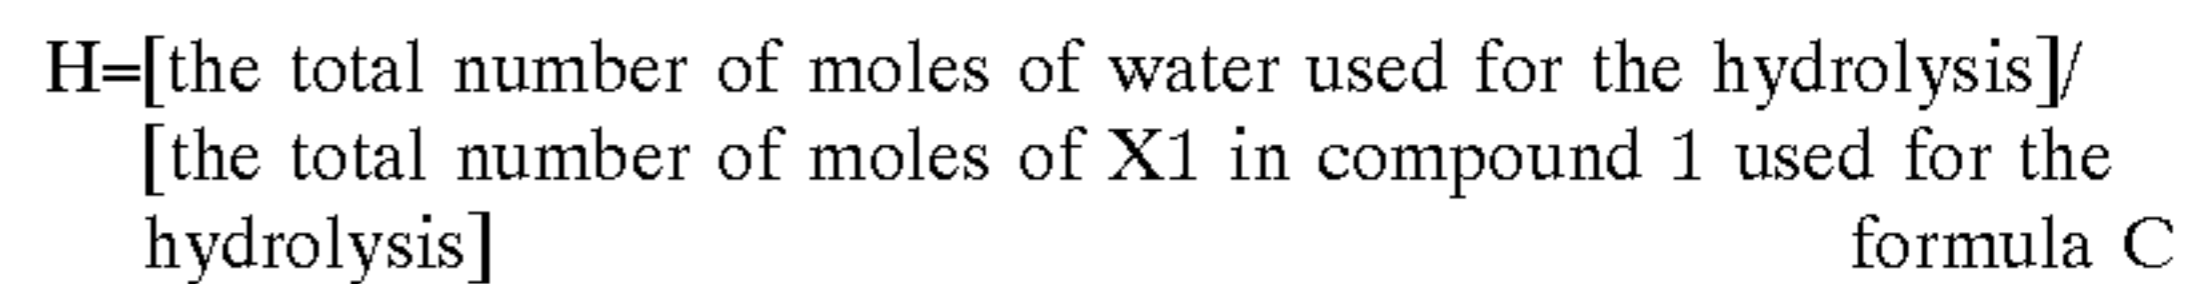 H=[the total number of moles of water used for the hydrolysis]/
[the total number of moles of X1 in compound 1 used for the
hydrolysis] formula C